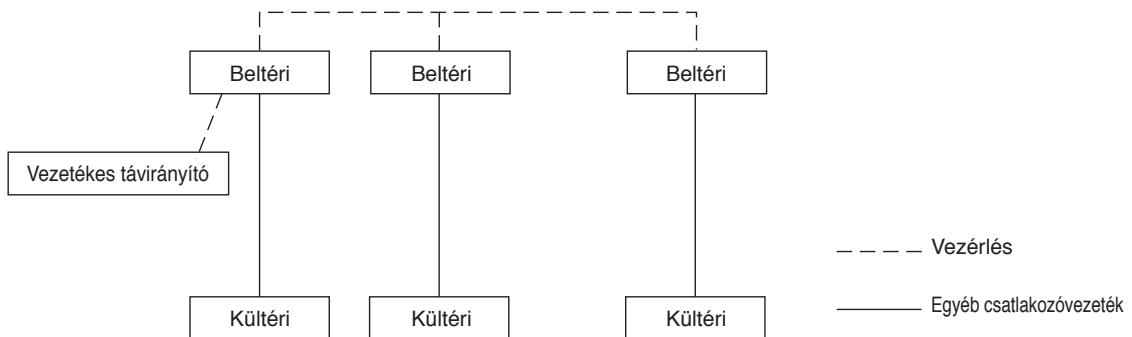 Beltéri
Beltéri
Beltéri
Vezetékes távirányító
Vezérlés
Egyéb csatlakozóvezeték
Kültéri
Kültéri
Kültéri